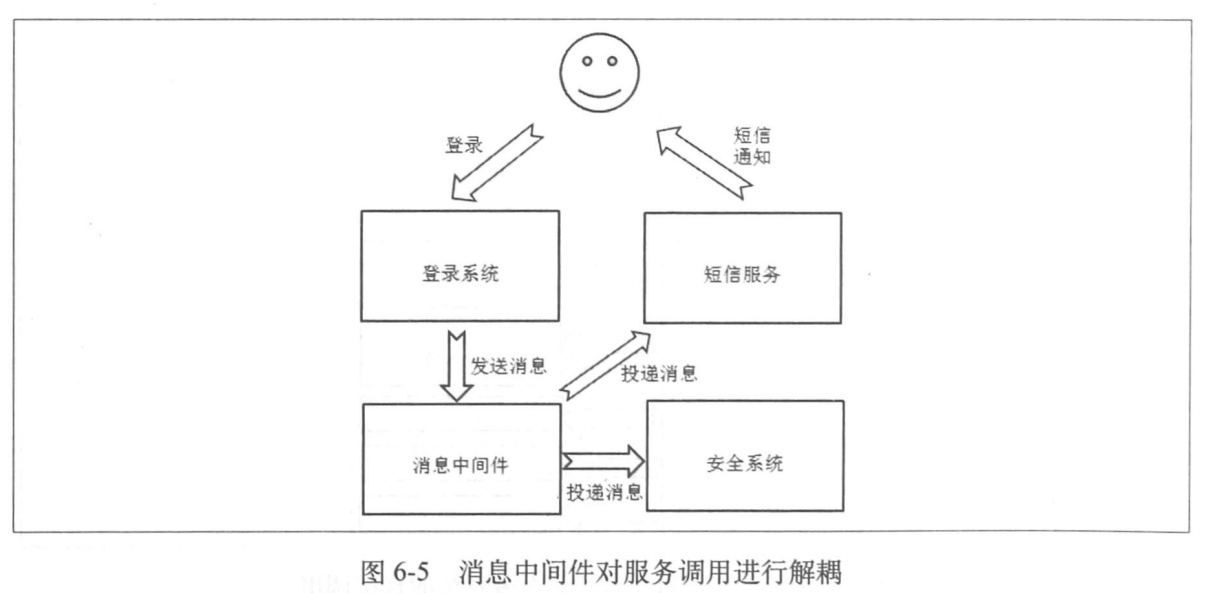 登录
短信
通知
登录系统
短信服务
发送消息
投递消息
消息中间件
安全系统
投递消息
图 6-5 消息中间件对服务调用进行解耦